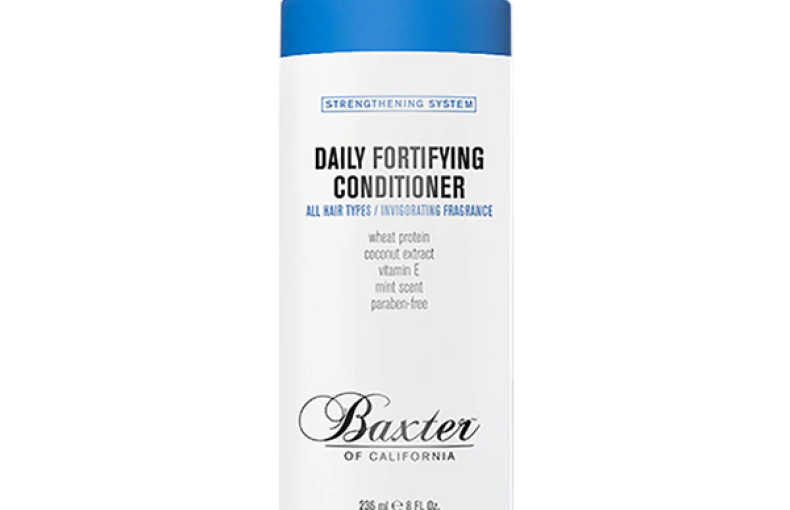 STRENGTHENING SYSTEM
DAILY FORTIFYING
CONDITIONER
ALL HAIR TYPES / INVIGORATING FRAGRANCE
wheat protein
coconut extract
vitamin E
mint scent
paraben-free
Baxter™
OF CALIFORNIA
236 ml ℮ 8 FL Oz.